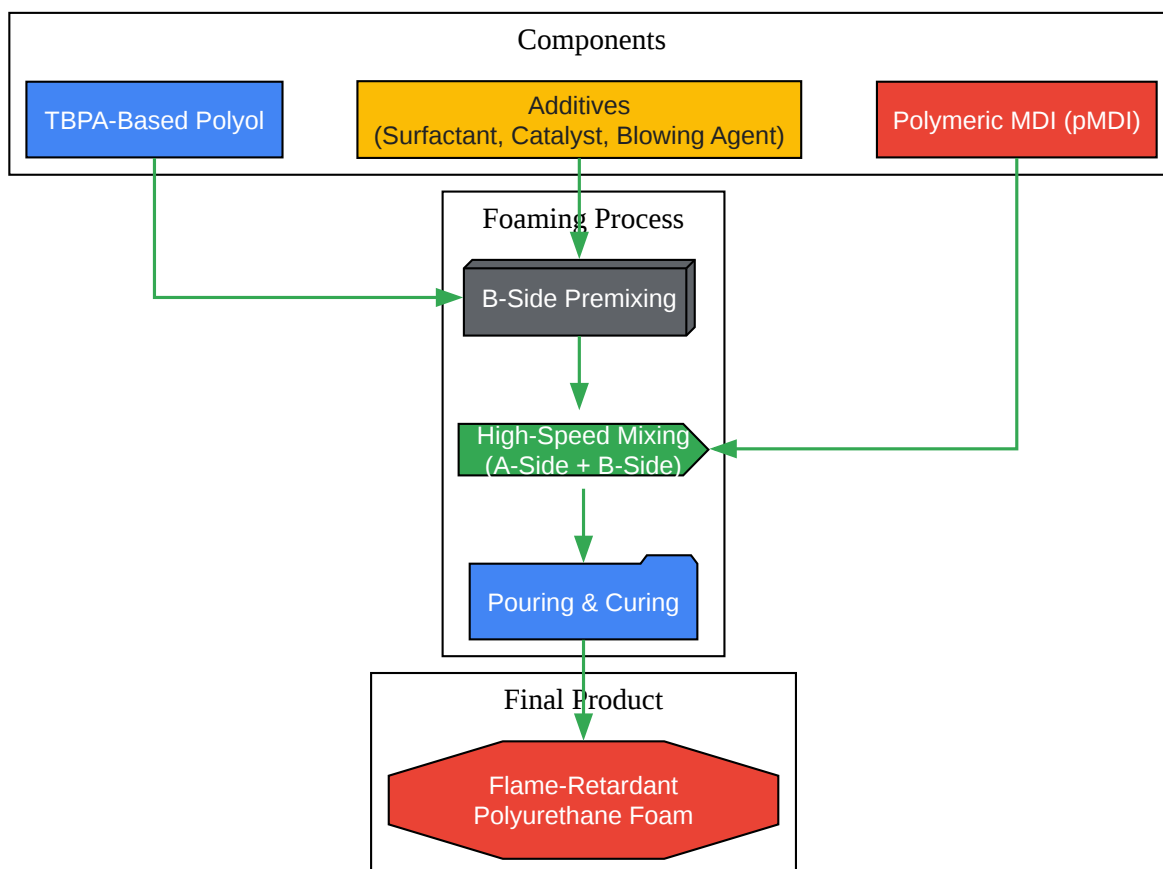 Components
TBPA-Based Polyol
Additives
(Surfactant, Catalyst, Blowing Agent)
Polymeric MDI (pMDI)
Foaming Process
B-Side Premixing
High-Speed Mixing
(A-Side + B-Side)
Pouring & Curing
Final Product
Flame-Retardant
Polyurethane Foam